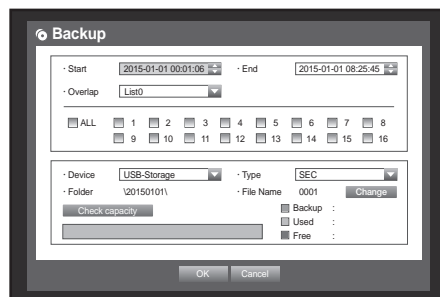 Backup
· Start 2015-01-01 00:01:06 · End 2015-01-01 08:25:45
· Overlap List0
ALL 1 2 3 4 5 6 7 8
9 10 11 12 13 14 15 16
· Device USB-Storage · Type SEC
· Folder \20150101\ · File Name 0001 Change
Check capacity Backup :
Used :
Free :
OK Cancel